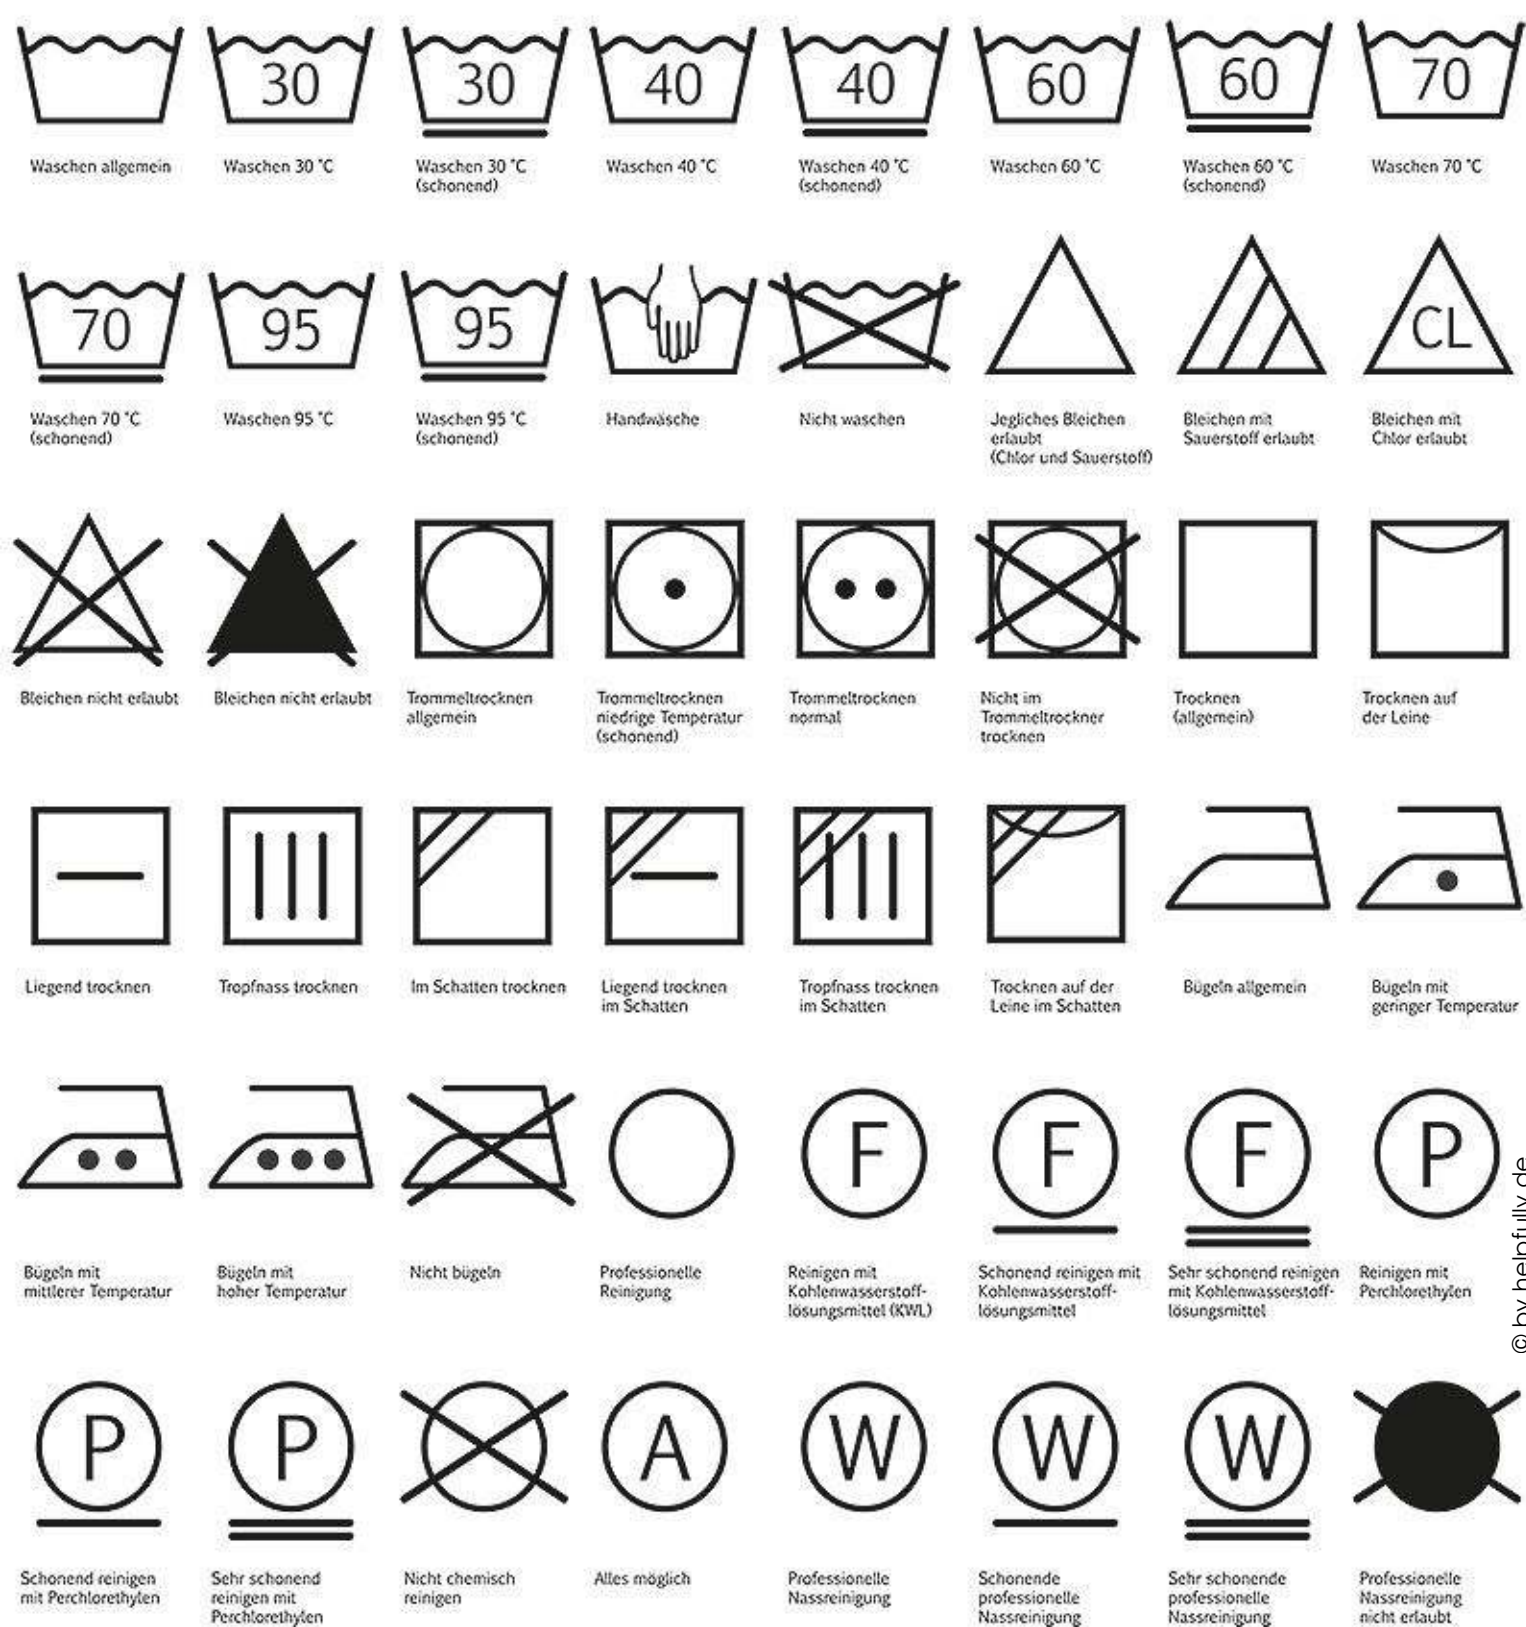 30
30
40
40
60
60
70
Waschen allgemein
Waschen 30 °C
Waschen 30 °C
(schonend)
Waschen 40 °C
Waschen 40 °C
(schonend)
Waschen 60 °C
Waschen 60 °C
(schonend)
Waschen 70 °C
70
95
95
CL
Waschen 70 °C
(schonend)
Waschen 95 °C
Waschen 95 °C
(schonend)
Handwäsche
Nicht waschen
Jegliches Bleichen
erlaubt
(Chlor und Sauerstoff)
Bleichen mit
Sauerstoff erlaubt
Bleichen mit
Chlor erlaubt
Bleichen nicht erlaubt
Bleichen nicht erlaubt
Trommeltrocknen
allgemein
Trommeltrocknen
niedrige Temperatur
(schonend)
Trommeltrocknen
normal
Nicht im
Trommeltrockner
trocknen
Trocknen
(allgemein)
Trocknen auf
der Leine
Liegend trocknen
Tropfnass trocknen
Im Schatten trocknen
Liegend trocknen
im Schatten
Tropfnass trocknen
im Schatten
Trocknen auf der
Leine im Schatten
Bügeln allgemein
Bügeln mit
geringer Temperatur
F
F
F
P
Bügeln mit
mittlerer Temperatur
Bügeln mit
hoher Temperatur
Nicht bügeln
Professionelle
Reinigung
Reinigen mit
Kohlenwasserstoff-
lösungsmittel (KWL)
Schonend reinigen mit
Kohlenwasserstoff-
lösungsmittel
Sehr schonend reinigen
mit Kohlenwasserstoff-
lösungsmittel
Reinigen mit
Perchlorethylen
© by helpfully.de
P
P
A
W
W
W
Schonend reinigen
mit Perchlorethylen
Sehr schonend
reinigen mit
Perchlorethylen
Nicht chemisch
reinigen
Alles möglich
Professionelle
Nassreinigung
Schonende
professionelle
Nassreinigung
Sehr schonende
professionelle
Nassreinigung
Professionelle
Nassreinigung
nicht erlaubt